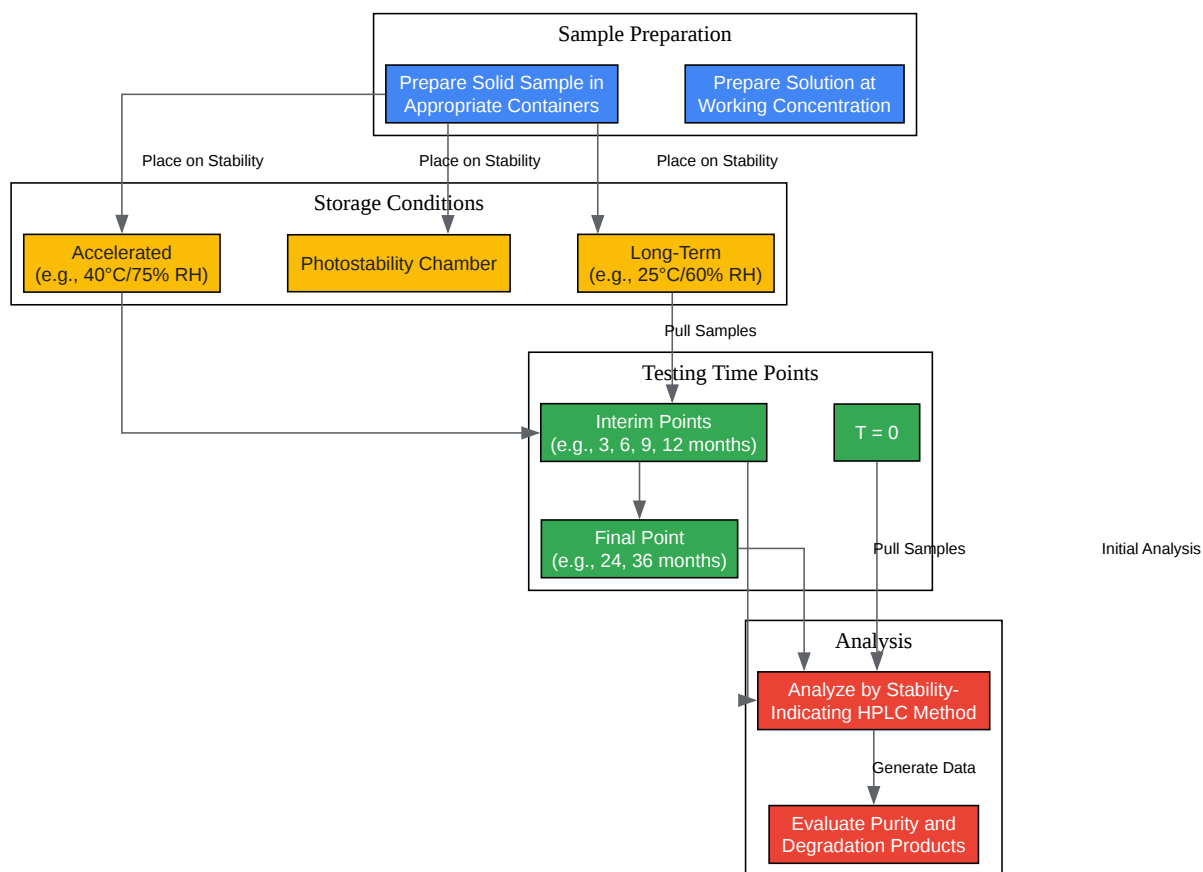 Sample Preparation
Prepare Solid Sample in
Appropriate Containers
Prepare Solution at
Working Concentration
Place on Stability
Place on Stability
Place on Stability
Storage Conditions
Accelerated
(e.g., 40°C/75% RH)
Photostability Chamber
Long-Term
(e.g., 25°C/60% RH)
Pull Samples
Testing Time Points
Interim Points
(e.g., 3, 6, 9, 12 months)
T = 0
Final Point
(e.g., 24, 36 months)
Pull Samples
Initial Analysis
Analysis
Analyze by Stability-
Indicating HPLC Method
Generate Data
Evaluate Purity and
Degradation Products